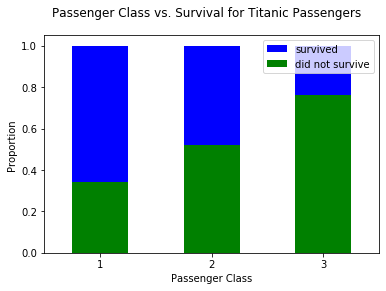 Passenger Class vs. Survival for Titanic Passengers
survived
did not survive
1.0
0.8
0.6
0.4
0.2
0.0
Proportion
1 2 3
Passenger Class